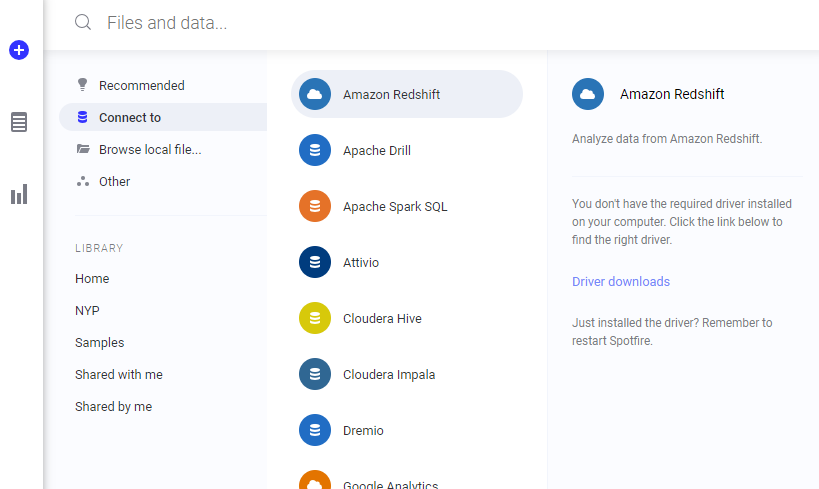 Files and data...
Recommended
Connect to
Browse local file...
Other
LIBRARY
Home
NYP
Samples
Shared with me
Shared by me
Amazon Redshift
Apache Drill
Apache Spark SQL
Attivio
Cloudera Hive
Cloudera Impala
Dremio
Google Analytics
Amazon Redshift
Analyze data from Amazon Redshift.
You don't have the required driver installed
on your computer. Click the link below to
find the right driver.
Driver downloads
Just installed the driver? Remember to
restart Spotfire.